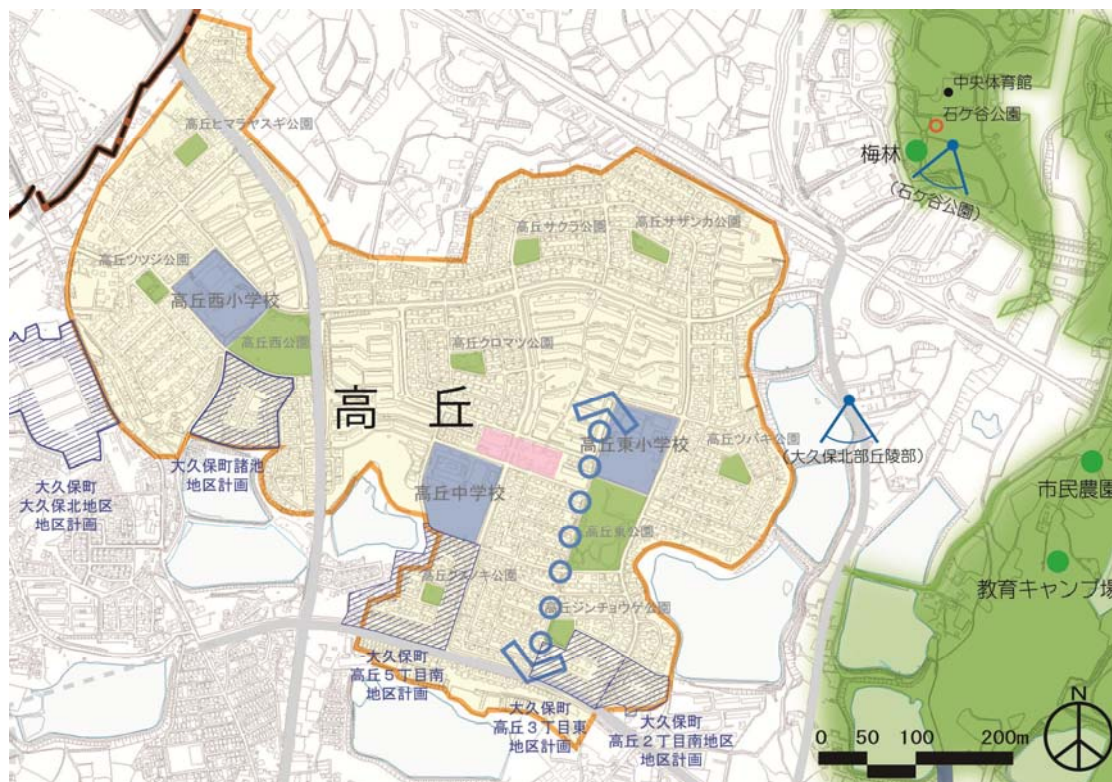 中央体育館
石ケ谷公園
梅林
(石ケ谷公園)
高丘ヒマラヤスギ公園
高丘サクラ公園
高丘サザンカ公園
高丘ツツジ公園
高丘西小学校
高丘西公園
高丘クロマツ公園
高丘
高丘東小学校
高丘ツバキ公園
(大久保北部丘陵部)
大久保町諸池
地区計画
高丘中学校
市民農園
大久保町
大久保北地区
地区計画
高丘東公園
高丘クスノキ公園
教育キャンプ場
高丘ジンチョウゲ公園
大久保町
高丘5丁目南
地区計画
大久保町
高丘3丁目東
地区計画
大久保町
高丘2丁目南地区
地区計画
N
0 50 100 200m